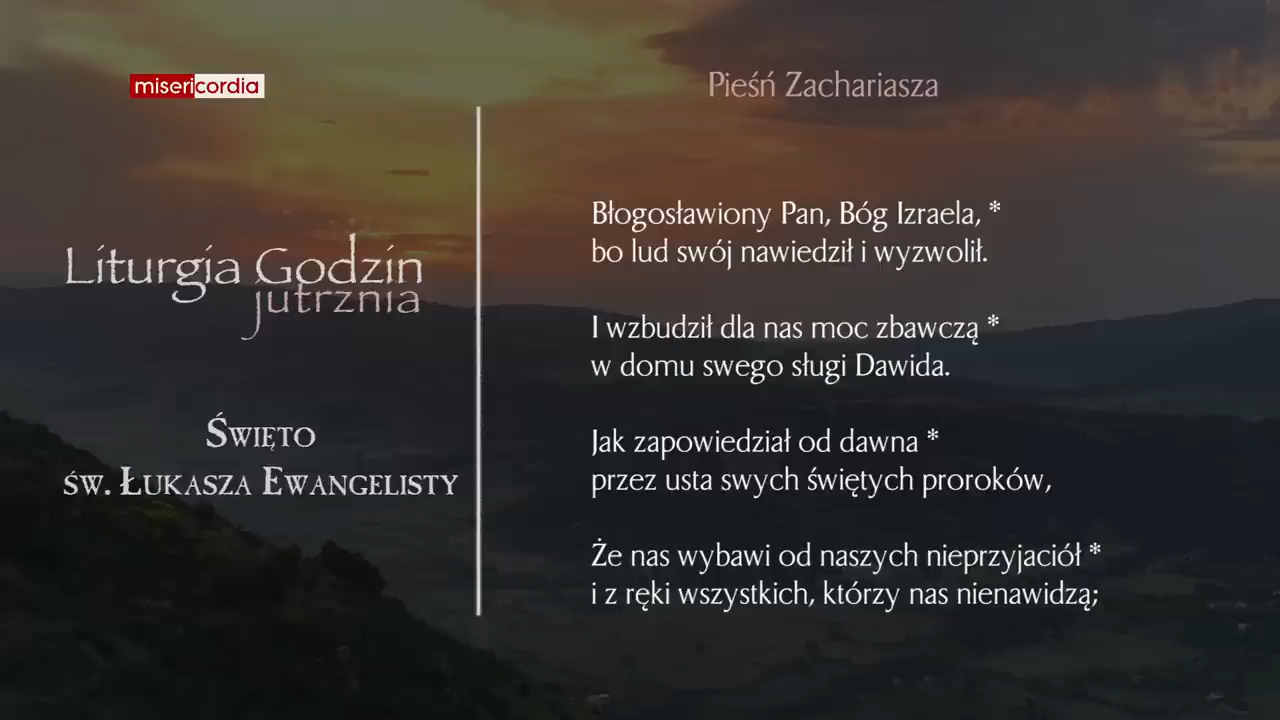 misericordia
Liturgia Godzin
jutrznia
Święto
św. Łukasza Ewangelisty
Pieśń Zachariasza
Błogosławiony Pan, Bóg Izraela, *
bo lud swój nawiedził i wyzwolił.
I wzbudził dla nas moc zbawczą *
w domu swego sługi Dawida.
Jak zapowiedział od dawna *
przez usta swych świętych proroków,
Że nas wybawi od naszych nieprzyjaciół *
i z ręki wszystkich, którzy nas nienawidzą;